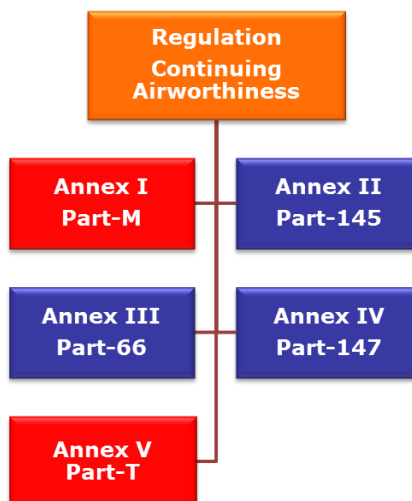 Regulation
Continuing
Airworthiness
Annex I
Part-M
Annex II
Part-145
Annex III
Part-66
Annex IV
Part-147
Annex V
Part-T